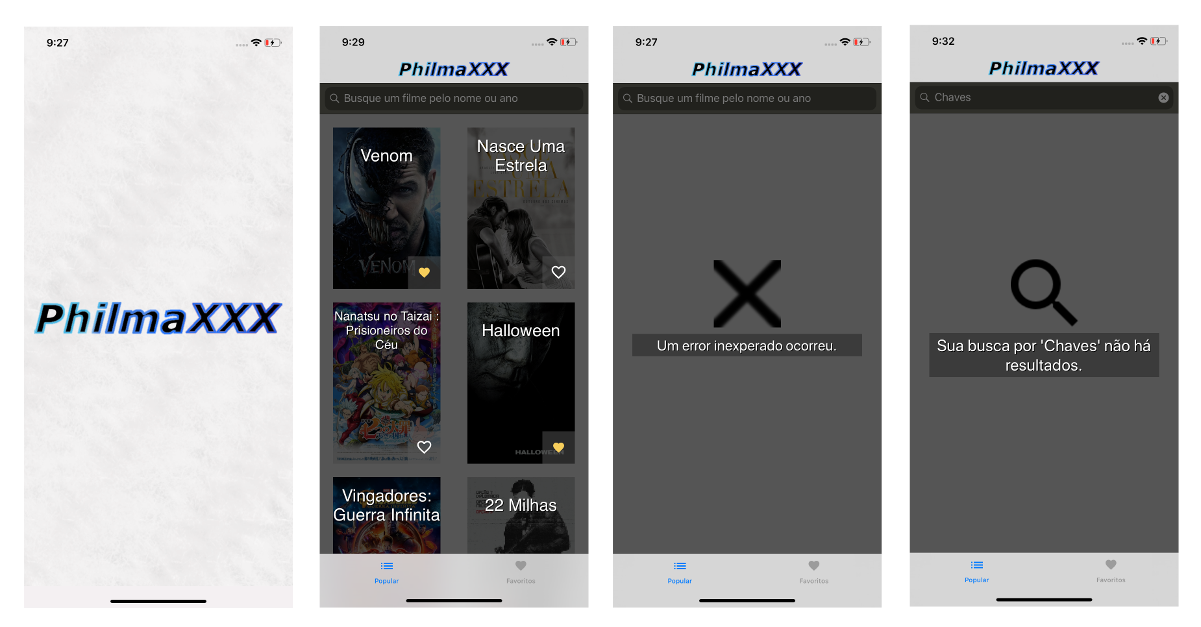 9:27
PhilmaXXX
9:29
PhilmaXXX
Busque um filme pelo nome ou ano
Venom
VENOM
Nasce Uma
Estrela
ESTRELA
Nanatsu no Taizai :
Prisioneiros do
Céu
Halloween
HALLOWEEN
Vingadores:
Guerra Infinita
22 Milhas
Popular
Favoritos
9:27
PhilmaXXX
Busque um filme pelo nome ou ano
Um error inexperado ocorreu.
Popular
Favoritos
9:32
PhilmaXXX
Chaves
Sua busca por 'Chaves' não há
resultados.
Popular
Favoritos